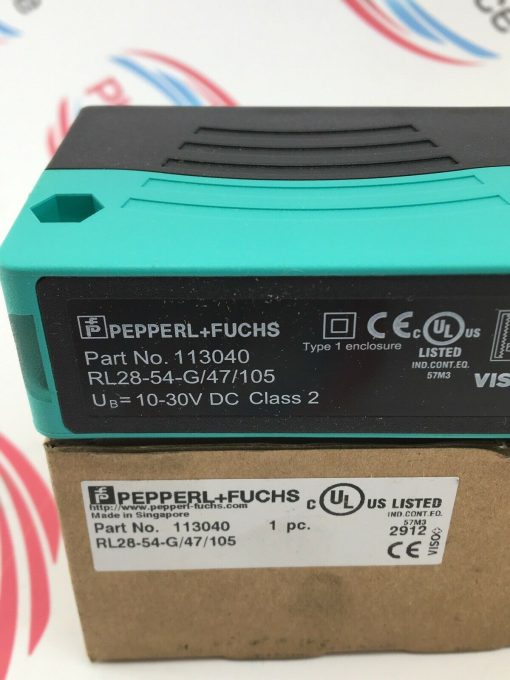 PEPPERL+FUCHS
Part No. 113040
RL28-54-G/47/105
UB= 10-30V DC Class 2
Type 1 enclosure
CE
c UL us
LISTED
IND.CONT.EQ.
57M3
PEPPERL+FUCHS
http://www.pepperl-fuchs.com
Made in Singapore
Part No. 113040 1 pc.
RL28-54-G/47/105
c UL US LISTED
IND.CONT.EQ.
57M3
2912
CE
VISO